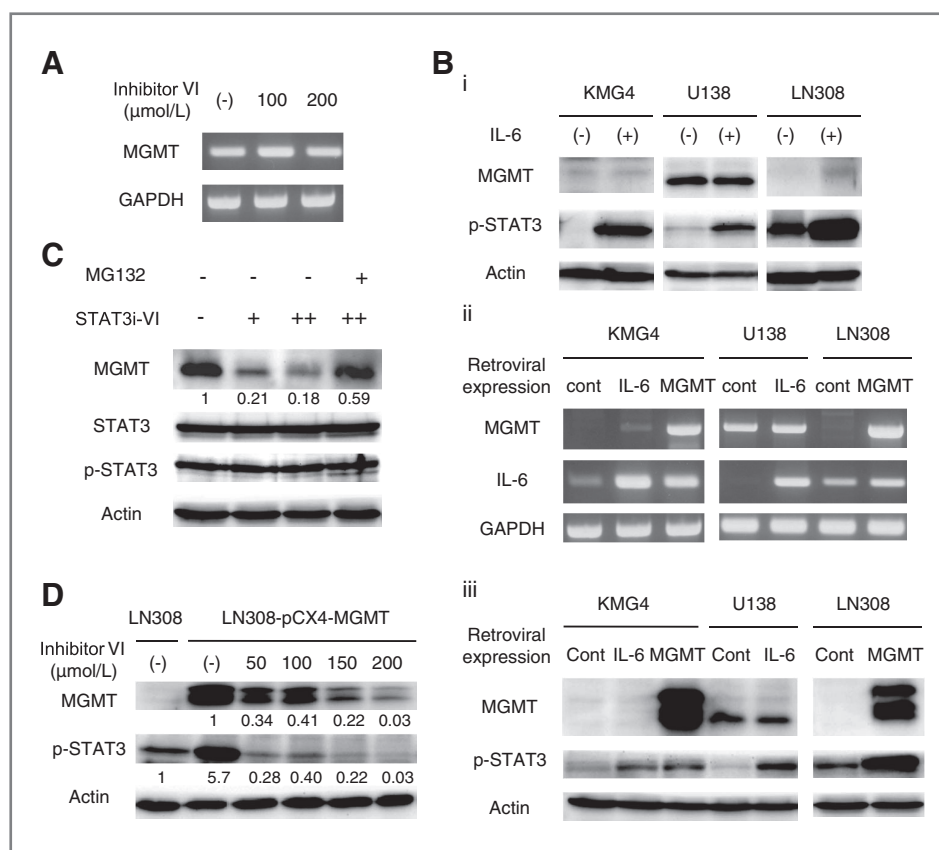 A
Inhibitor VI
(μmol/L)
(-) 100 200
MGMT
GAPDH
B
i
KMG4 U138 LN308
IL-6 (-) (+) (-) (+) (-) (+)
MGMT
p-STAT3
Actin
ii
KMG4 U138 LN308
Retroviral
expression
cont IL-6 MGMT cont IL-6 cont MGMT
MGMT
IL-6
GAPDH
iii
KMG4 U138 LN308
Retroviral
expression
Cont IL-6 MGMT Cont IL-6 Cont MGMT
MGMT
p-STAT3
Actin
C
MG132 - - - +
STAT3i-VI - + ++ ++
MGMT
1 0.21 0.18 0.59
STAT3
p-STAT3
Actin
D
LN308 LN308-pCX4-MGMT
Inhibitor VI
(μmol/L)
(-) (-) 50 100 150 200
MGMT
1 0.34 0.41 0.22 0.03
p-STAT3
1 5.7 0.28 0.40 0.22 0.03
Actin